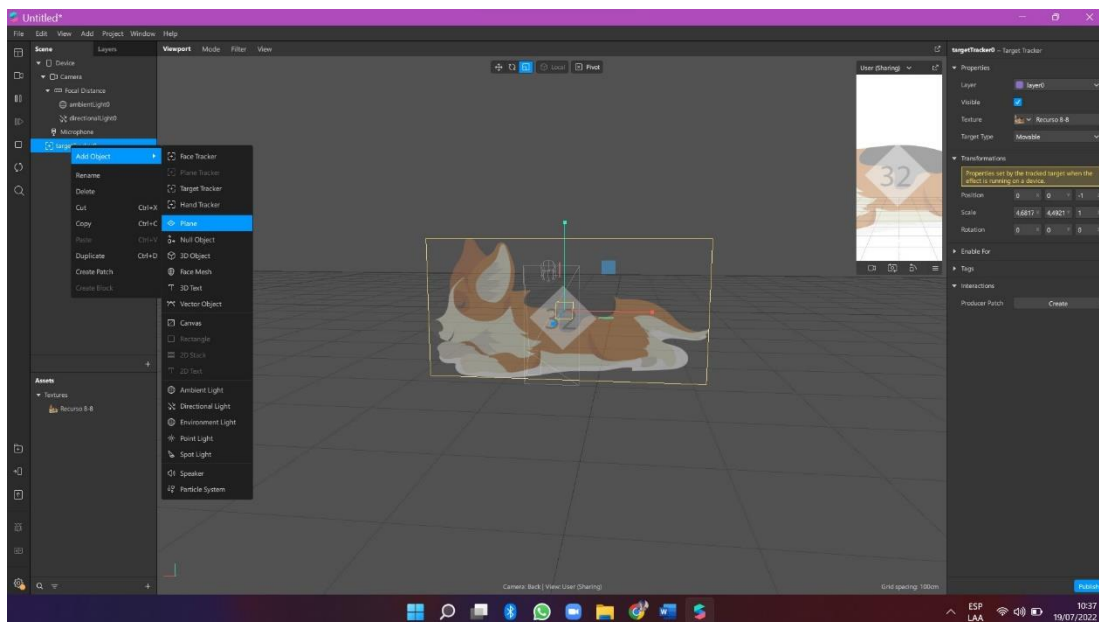 Untitled*
File Edit View Add Project Window Help
Scene Layers
Device
Camera
Focal Distance
ambientLight0
directionalLight0
Microphone
Add Object
Rename
Delete
Cut Ctrl+X
Copy Ctrl+C
Paste Ctrl+V
Duplicate Ctrl+D
Create Patch
Create Block
Face Tracker
Plane Tracker
Target Tracker
Hand Tracker
Plane
Null Object
3D Object
Face Mesh
3D Text
Vector Object
Canvas
Rectangle
2D Stack
2D Text
Ambient Light
Directional Light
Environment Light
Point Light
Spot Light
Speaker
Particle System
Assets
Textures
Recurso 8-8
Viewport Mode Filter View
Local Pivot
32
Camera: Back | View: User (Sharing)
Grid spacing: 100cm
User (Sharing)
32
targetTracker0 – Target Tracker
Properties
Layer layer0
Visible
Texture Recurso 8-8
Target Type Movable
Transformations
Properties set by the tracked target when the
effect is running on a device.
Position 0 0 -1
Scale 4,6817 4,4921 1
Rotation 0 0 0
Enable For
Tags
Interactions
Producer Patch Create
Publish
ESP
LAA
10:37
19/07/2022